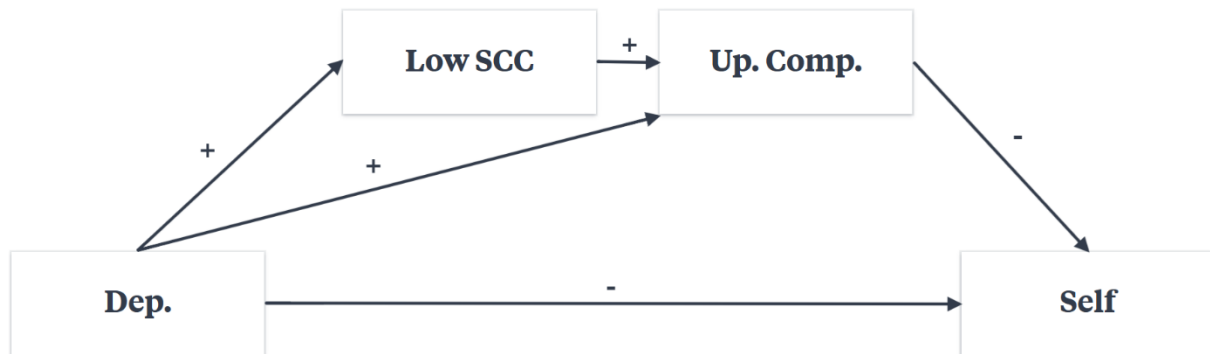 Low SCC
+
Up. Comp.
+
+
-
Dep.
-
Self